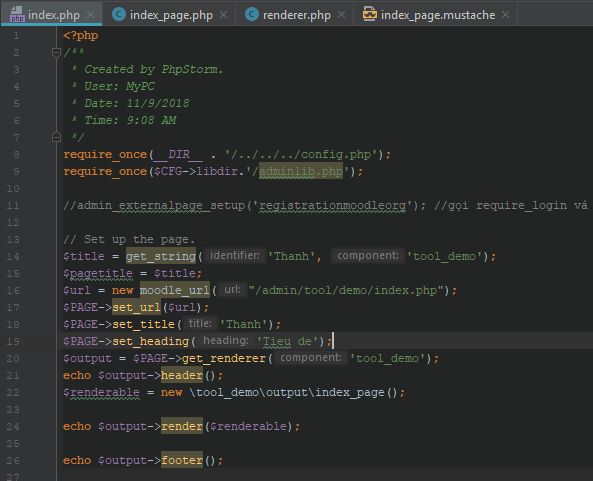 index.php index_page.php renderer.php index_page.mustache
1 <?php
2 /**
3 * Created by PhpStorm.
4 * User: MyPC
5 * Date: 11/9/2018
6 * Time: 9:08 AM
7 */
8 require_once(__DIR__ . '/../../../config.php');
9 require_once($CFG->libdir.'/adminlib.php');
10
11 //admin_externalpage_setup('registrationmoodleorg'); //gọi require_login và
12
13 // Set up the page.
14 $title = get_string( identifier: 'Thanh', component: 'tool_demo');
15 $pagetitle = $title;
16 $url = new moodle_url( url: "/admin/tool/demo/index.php");
17 $PAGE->set_url($url);
18 $PAGE->set_title( title: 'Thanh');
19 $PAGE->set_heading( heading: 'Tieu de');
20 $output = $PAGE->get_renderer( component: 'tool_demo');
21 echo $output->header();
22 $renderable = new \tool_demo\output\index_page();
23
24 echo $output->render($renderable);
25
26 echo $output->footer();
27